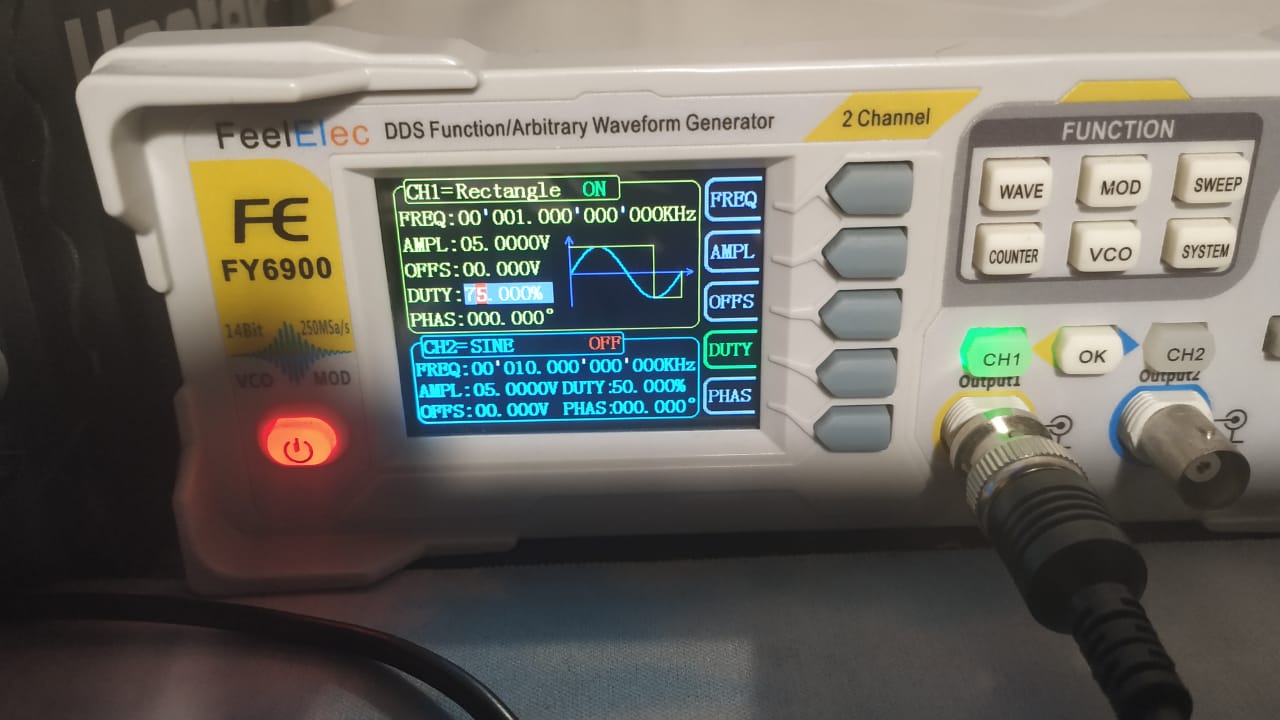 FeelElec DDS Function/Arbitrary Waveform Generator 2 Channel
FE
FY6900
14Bit 250MSa/s
VCO MOD
CH1=Rectangle ON
FREQ:00'001.000'000'000KHz
AMPL:05.0000V
OFFS:00.000V
DUTY:75.000%
PHAS:000.000°
CH2=SINE OFF
FREQ:00'010.000'000'000KHz
AMPL:05.0000V DUTY:50.000%
OFFS:00.000V PHAS:000.000°
FREQ
AMPL
OFFS
DUTY
PHAS
FUNCTION
WAVE MOD SWEEP
COUNTER VCO SYSTEM
CH1 OK CH2
Output1 Output2